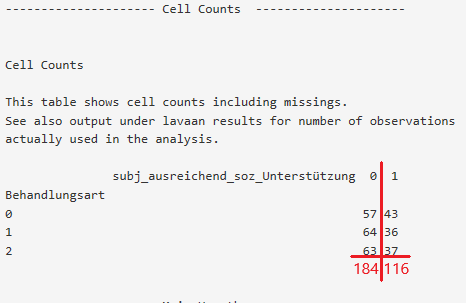 --------------------- Cell Counts ---------------------
Cell Counts
This table shows cell counts including missings.
See also output under lavaan results for number of observations
actually used in the analysis.
subj_ausreichend_soz_Unterstützung 0 1
Behandlungsart
0 57 43
1 64 36
2 63 37
184 116